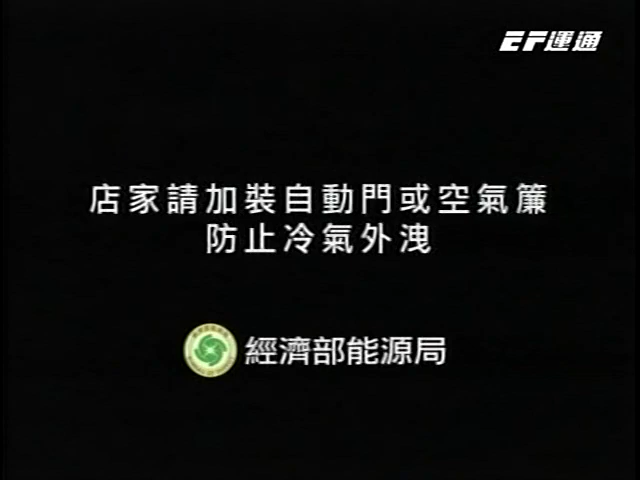 EF運通
店家請加裝自動門或空氣簾
防止冷氣外洩
經濟部能源局